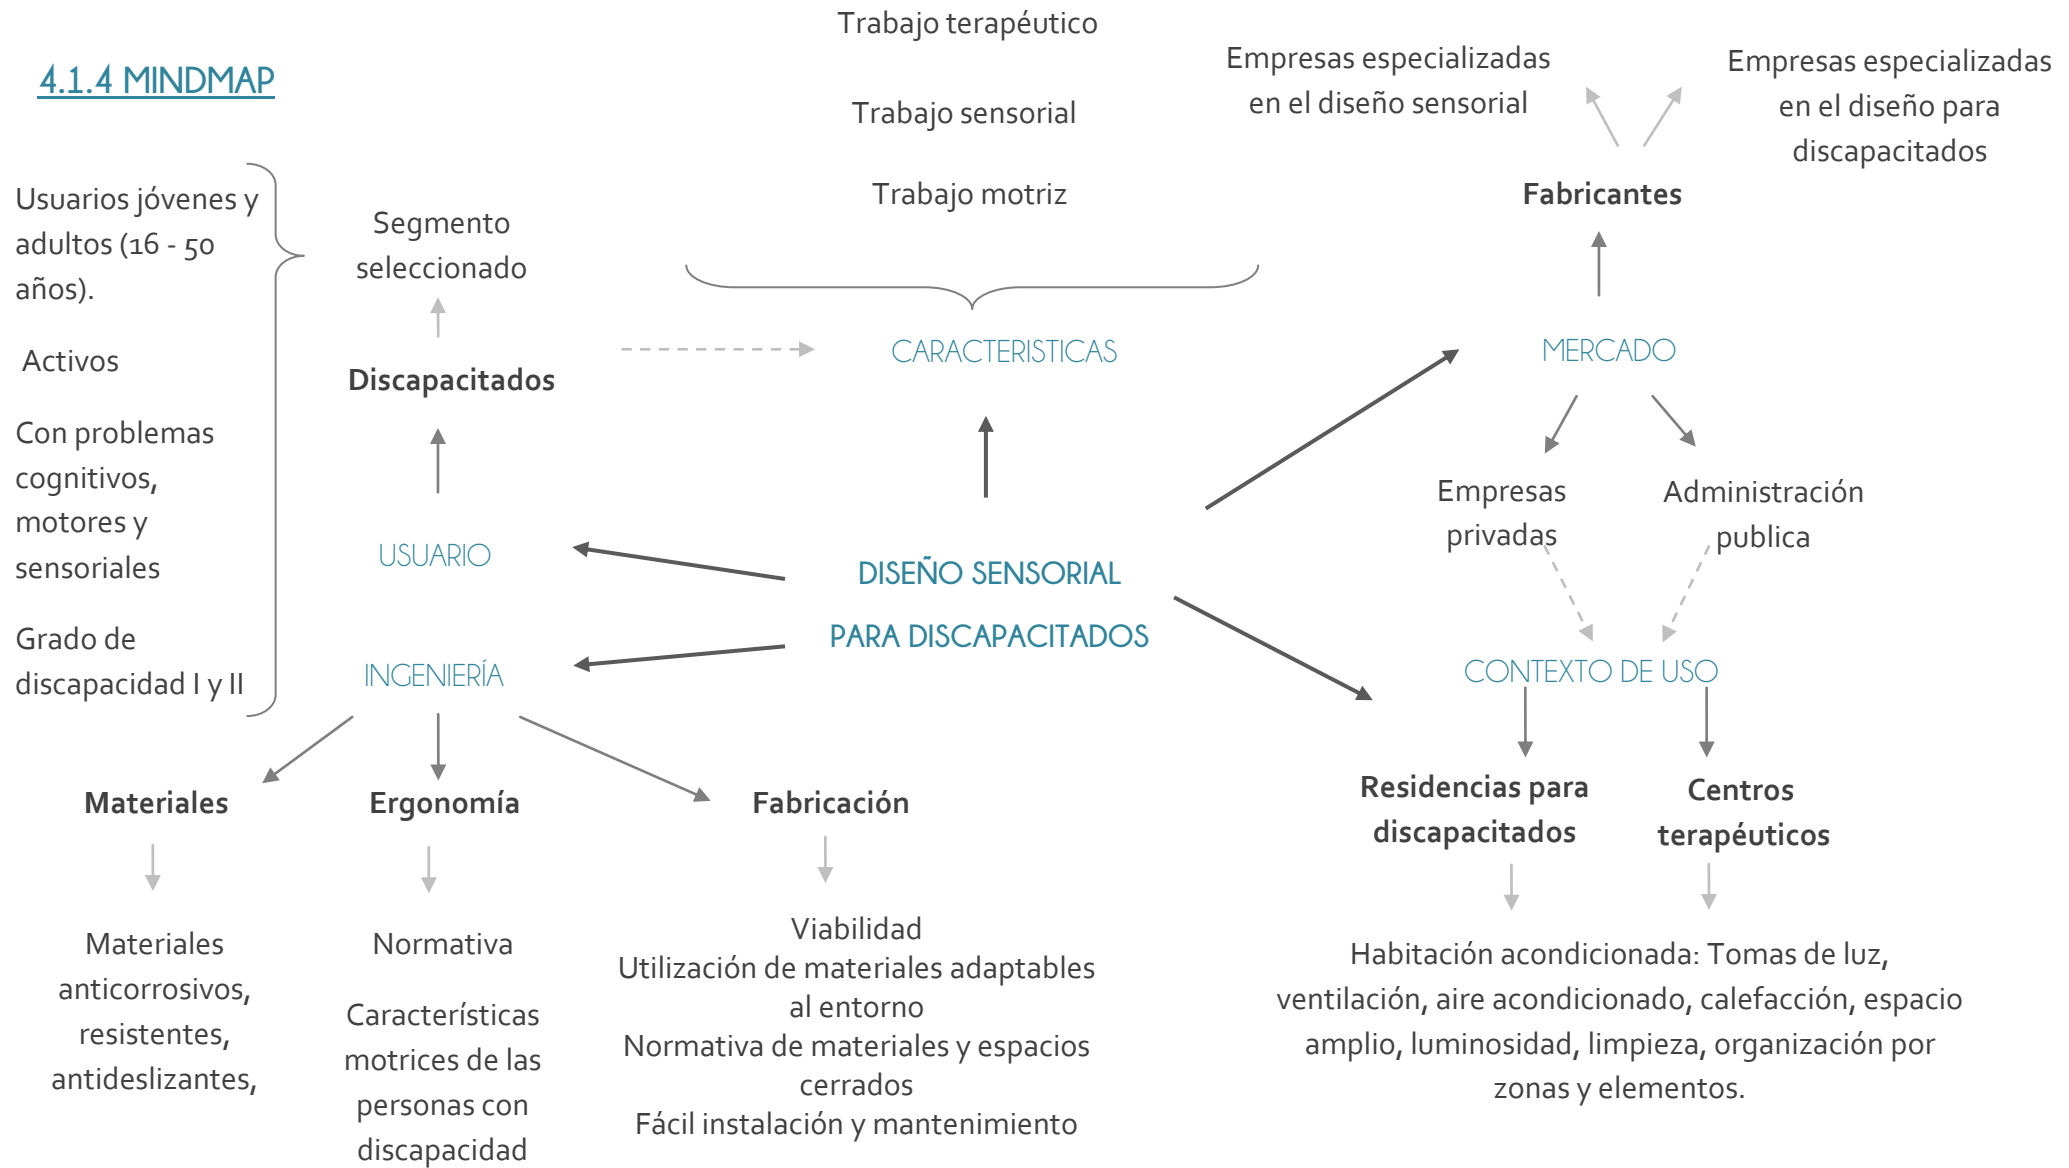 4.1.4 MINDMAP
Trabajo terapéutico
Trabajo sensorial
Trabajo motriz
Empresas especializadas
en el diseño sensorial
Empresas especializadas
en el diseño para
discapacitados
Fabricantes
Usuarios jóvenes y
adultos (16 - 50
años).
Activos
Con problemas
cognitivos,
motores y
sensoriales
Grado de
discapacidad I y II
Segmento
seleccionado
Discapacitados
USUARIO
CARACTERISTICAS
MERCADO
Empresas
privadas
Administración
publica
DISEÑO SENSORIAL
PARA DISCAPACITADOS
INGENIERÍA
CONTEXTO DE USO
Materiales
Ergonomía
Fabricación
Residencias para
discapacitados
Centros
terapéuticos
Materiales
anticorrosivos,
resistentes,
antideslizantes,
Normativa
Características
motrices de las
personas con
discapacidad
Viabilidad
Utilización de materiales adaptables
al entorno
Normativa de materiales y espacios
cerrados
Fácil instalación y mantenimiento
Habitación acondicionada: Tomas de luz,
ventilación, aire acondicionado, calefacción, espacio
amplio, luminosidad, limpieza, organización por
zonas y elementos.